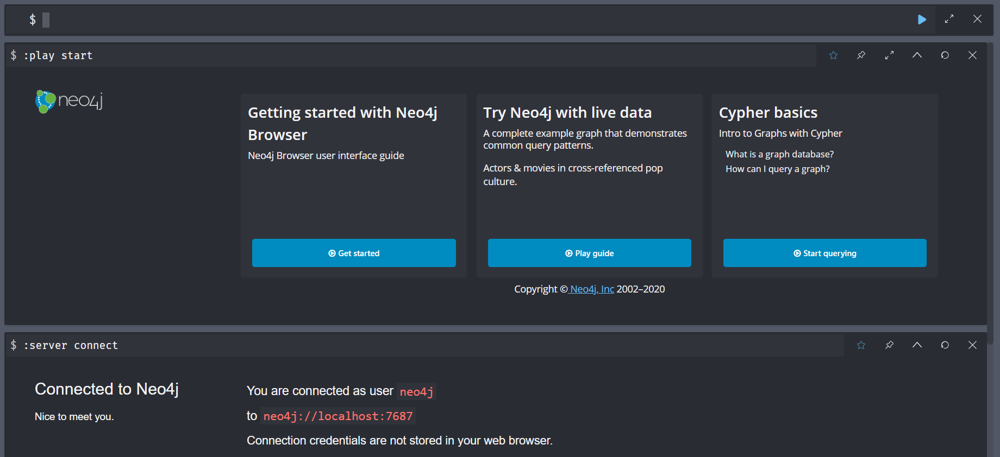 $
$ :play start
neo4j
Getting started with Neo4j
Browser
Neo4j Browser user interface guide
Get started
Try Neo4j with live data
A complete example graph that demonstrates
common query patterns.
Actors & movies in cross-referenced pop
culture.
Play guide
Cypher basics
Intro to Graphs with Cypher
What is a graph database?
How can I query a graph?
Start querying
Copyright © Neo4j, Inc 2002–2020
$ :server connect
Connected to Neo4j
Nice to meet you.
You are connected as user neo4j
to neo4j://localhost:7687
Connection credentials are not stored in your web browser.